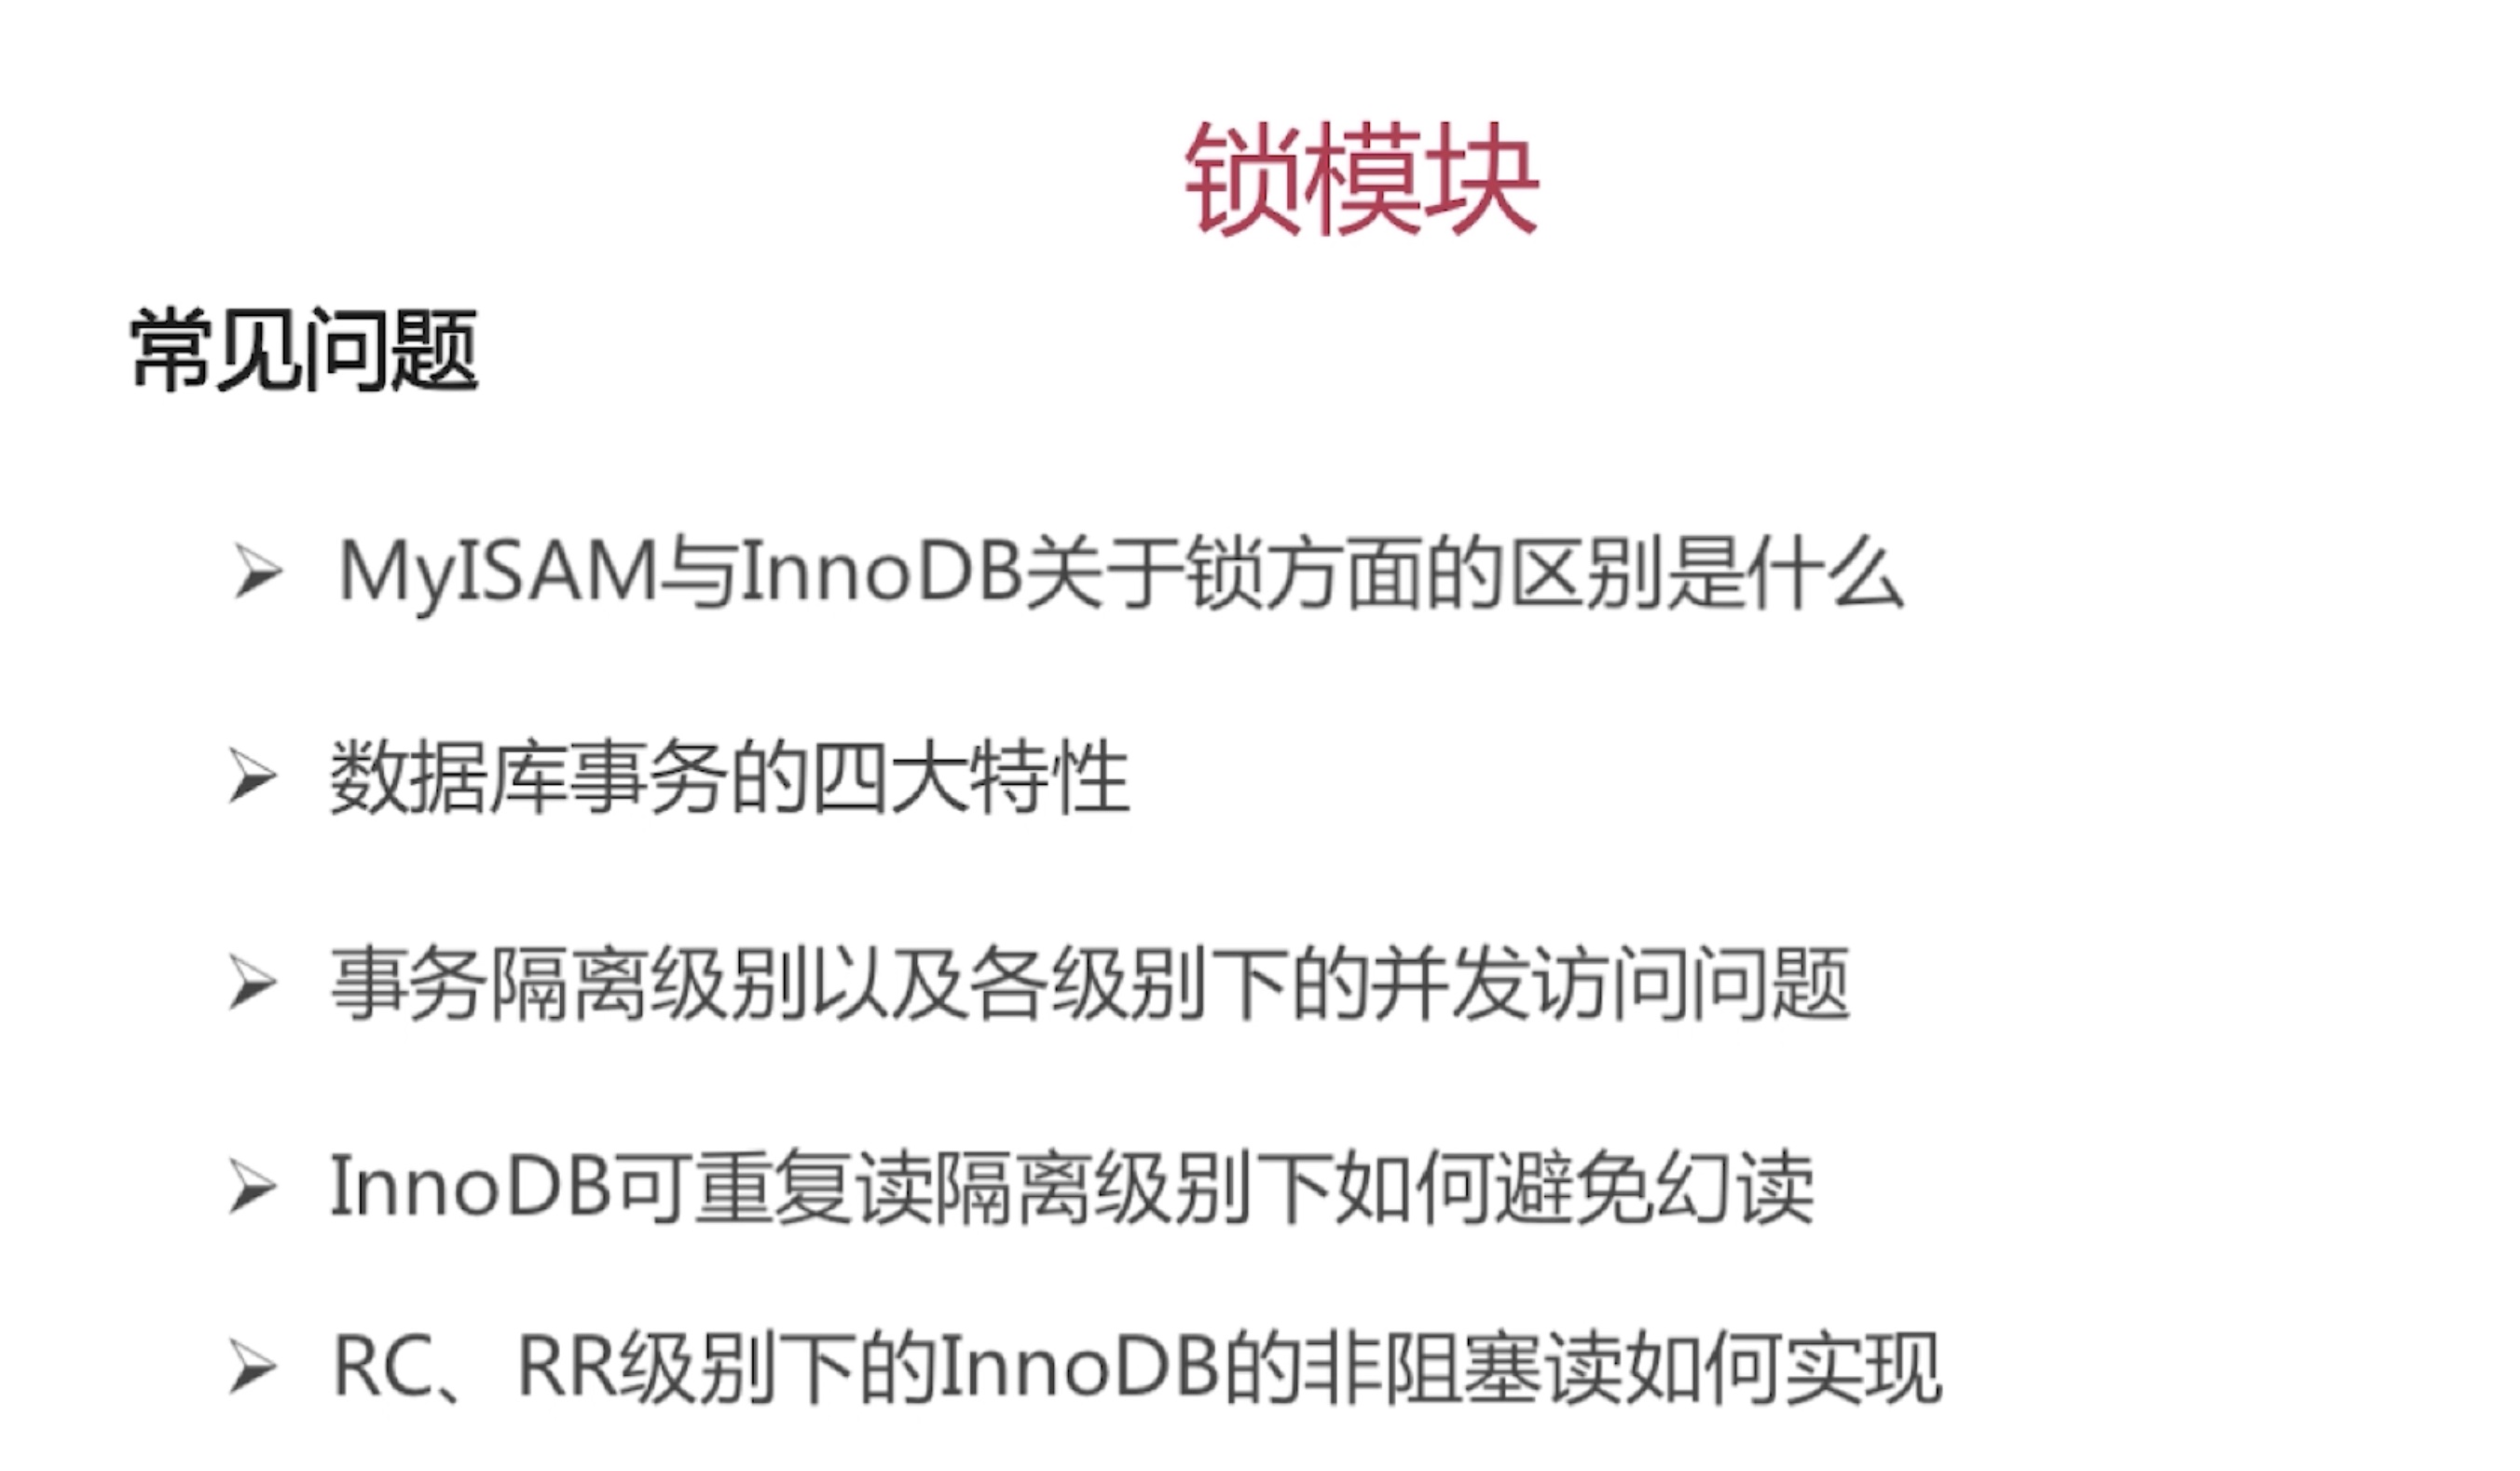 锁模块
常见问题
MyISAM与InnoDB关于锁方面的区别是什么
数据库事务的四大特性
事务隔离级别以及各级别下的并发访问问题
InnoDB可重复读隔离级别下如何避免幻读
RC、RR级别下的InnoDB的非阻塞读如何实现